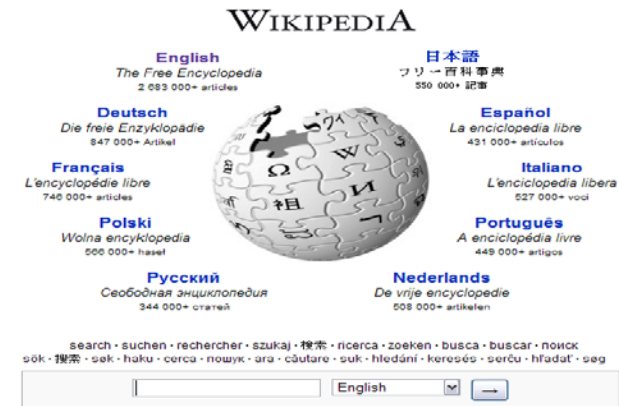 WIKIPEDIA
English
The Free Encyclopedia
2 683 000+ articles
日本語
フリー百科事典
550 000+ 記事
Deutsch
Die freie Enzyklopädie
847 000+ Artikel
Español
La enciclopedia libre
431 000+ artículos
Français
L'encyclopédie libre
746 000+ articles
Italiano
L'enciclopedia libera
527 000+ voci
Polski
Wolna encyklopedia
566 000+ haseł
Português
A enciclopédia livre
449 000+ artigos
Русский
Свободная энциклопедия
344 000+ статей
Nederlands
De vrije encyclopedie
508 000+ artikelen
Ω W И 祖
search · suchen · rechercher · szukaj · 検索 · ricerca · zoeken · busca · buscar · поиск
sök · 搜索 · søk · haku · cerca · пошук · ara · căutare · suk · hledání · keresés · serĉu · hľadať · søg
English →